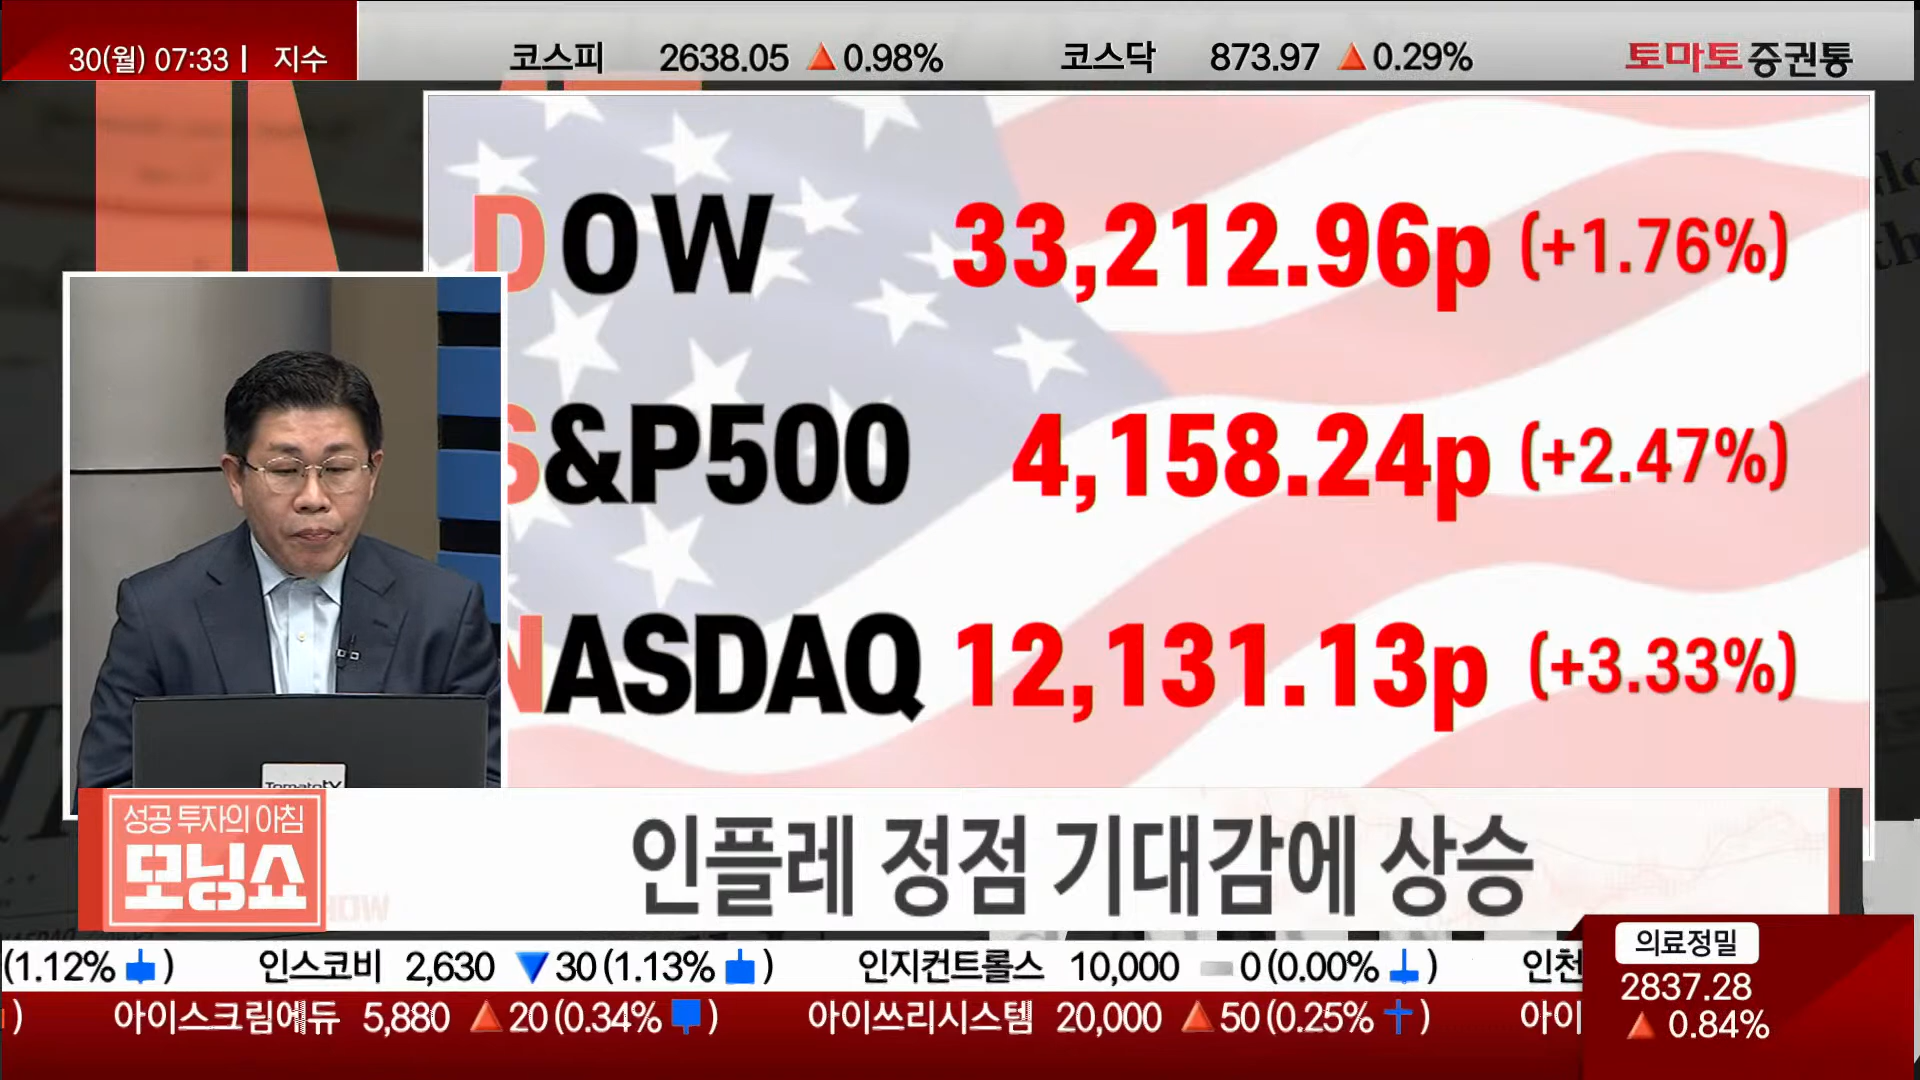 30(월) 07:33 | 지수 코스피 2638.05 ▲0.98% 코스닥 873.97 ▲0.29% 토마토증권통
DOW 33,212.96p (+1.76%)
S&P500 4,158.24p (+2.47%)
NASDAQ 12,131.13p (+3.33%)
성공 투자의 아침
모닝쇼
인플레 정점 기대감에 상승
(1.12% ) 인스코비 2,630 ▼30(1.13% ) 인지컨트롤스 10,000 0(0.00% ) 인천
) 아이스크림에듀 5,880 ▲20(0.34% ) 아이쓰리시스템 20,000 ▲50(0.25% ) 아이
의료정밀
2837.28
▲0.84%